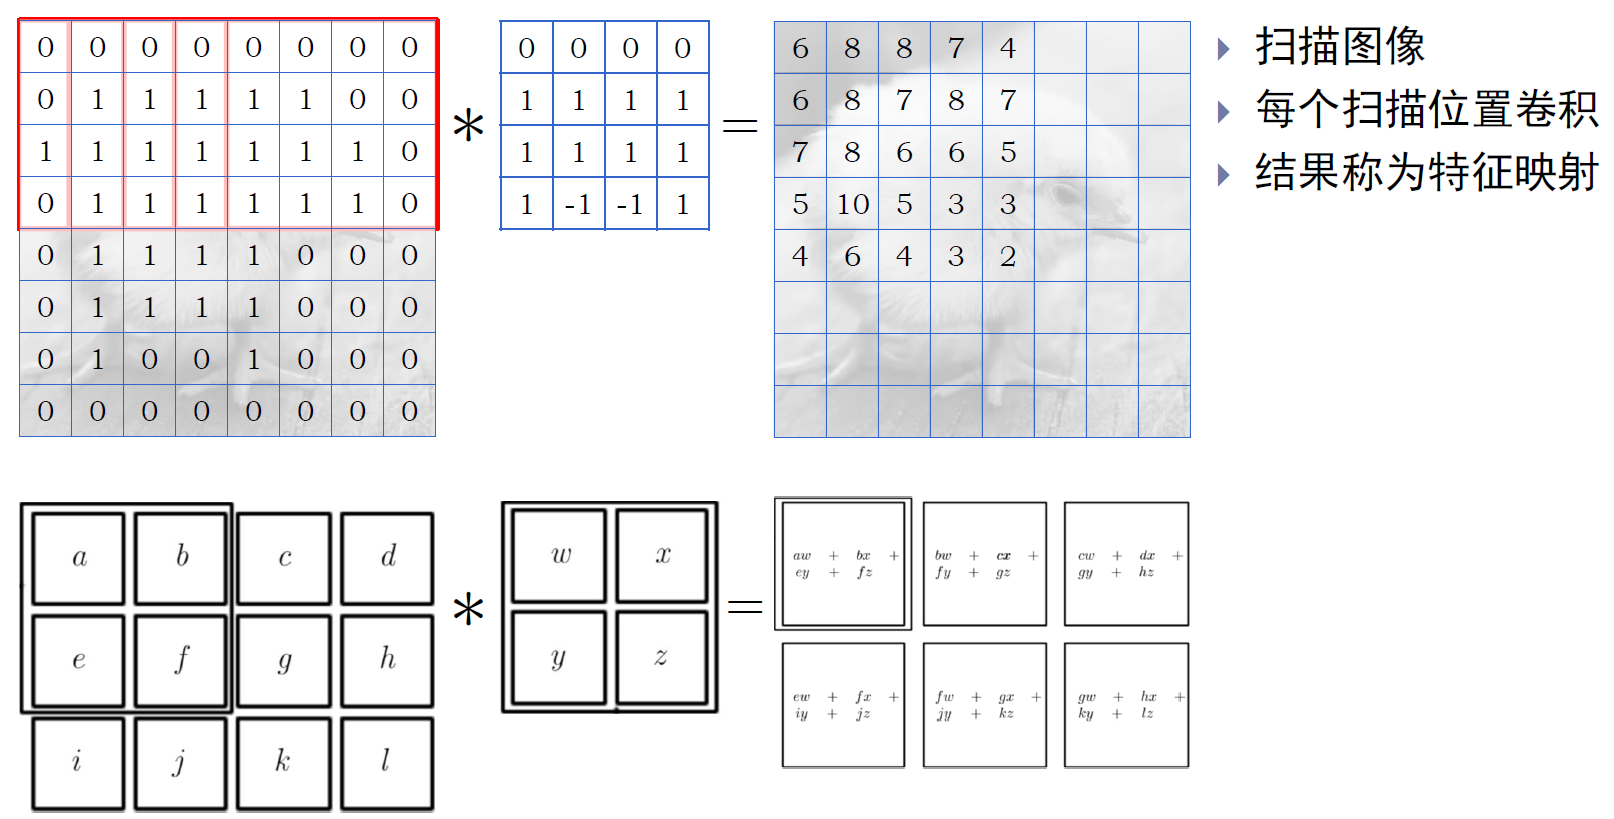 0 0 0 0 0 0 0 0
0 1 1 1 1 1 0 0
1 1 1 1 1 1 1 0
0 1 1 1 1 1 1 0
0 1 1 1 1 0 0 0
0 1 1 1 1 0 0 0
0 1 0 0 1 0 0 0
0 0 0 0 0 0 0 0
*
0 0 0 0
1 1 1 1
1 1 1 1
1 -1 -1 1
=
6 8 8 7 4
6 8 7 8 7
7 8 6 6 5
5 10 5 3 3
4 6 4 3 2
扫描图像
每个扫描位置卷积
结果称为特征映射
a b c d
e f g h
i j k l
*
w x
y z
=
aw + bx +
ey + fz
bw + cx +
fy + gz
cw + dx +
gy + hz
ew + fx +
iy + jz
fw + gx +
jy + kz
gw + hx +
ky + lz